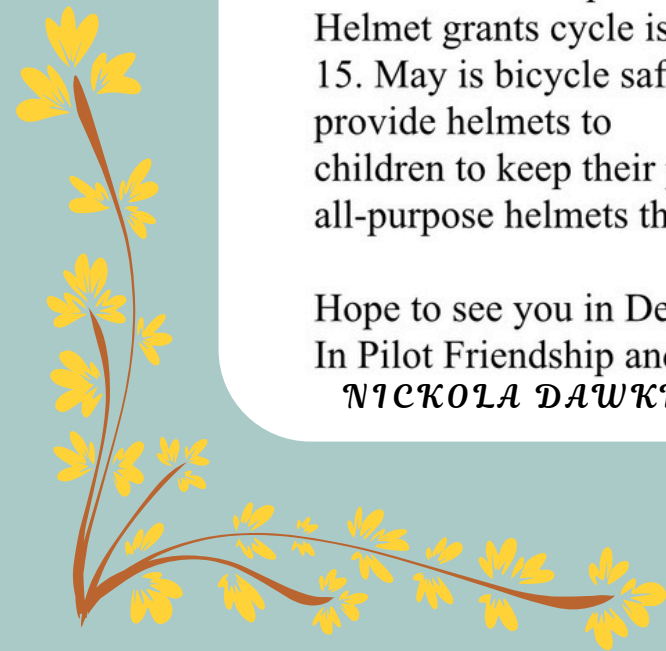 Helmet grants cycle is
15. May is bicycle saf
provide helmets to
children to keep their
all-purpose helmets th
Hope to see you in De
In Pilot Friendship and
NICKOLA DAWK